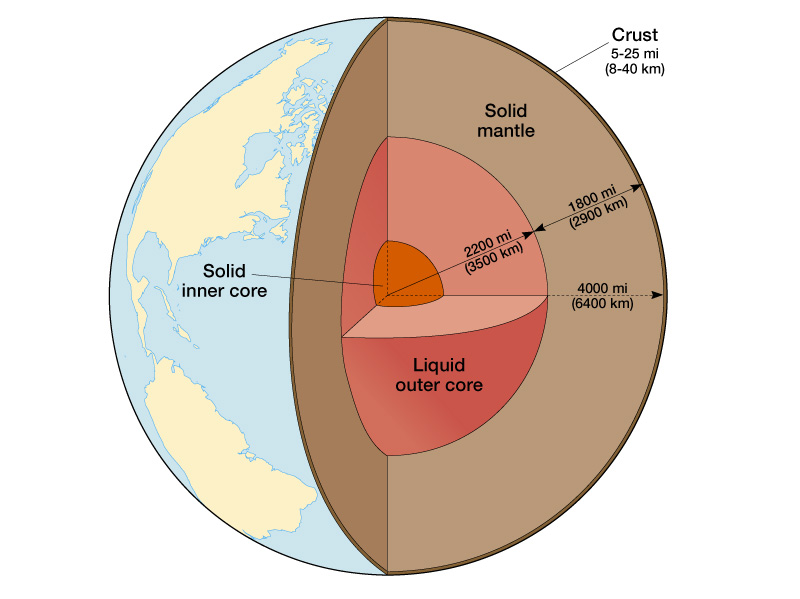 Crust
5-25 mi
(8-40 km)
Solid
mantle
1800 mi
(2900 km)
2200 mi
(3500 km)
Solid
inner core
4000 mi
(6400 km)
Liquid
outer core